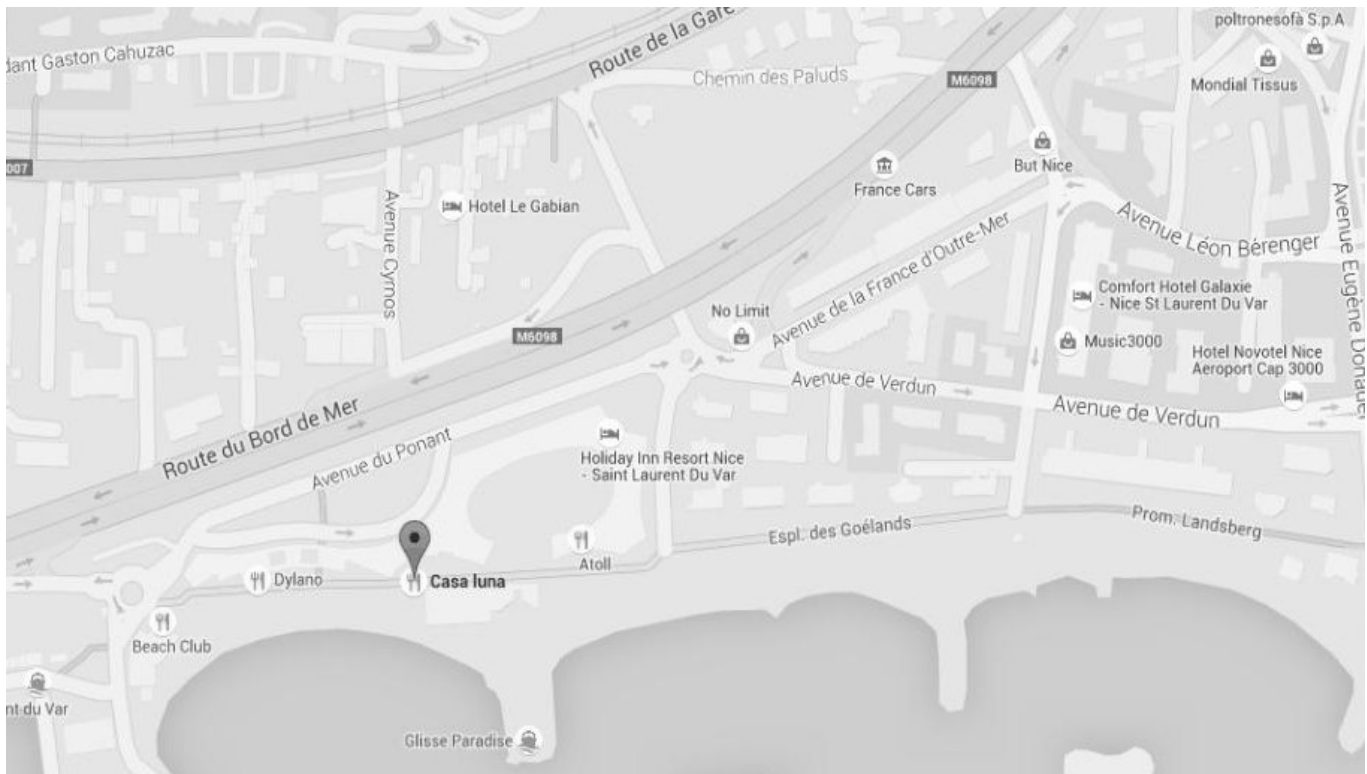 poltronesofà S.p.A
dant Gaston Cahuzac
Route de la Gare
Chemin des Paluds
M6098
Mondial Tissus
007
But Nice
France Cars
Hotel Le Gabian
Avenue Cymos
Avenue Léon Bérenger
Avenue Eugène Donadeï
Avenue de la France d'Outre-Mer
Comfort Hotel Galaxie
- Nice St Laurent Du Var
No Limit
M6098
Music3000
Hotel Novotel Nice
Aeroport Cap 3000
Avenue de Verdun
Avenue de Verdun
Route du Bord de Mer
Avenue du Ponant
Holiday Inn Resort Nice
- Saint Laurent Du Var
Espl. des Goélands
Prom. Landsberg
Atoll
Dylano
Casa luna
Beach Club
nt du Var
Glisse Paradise